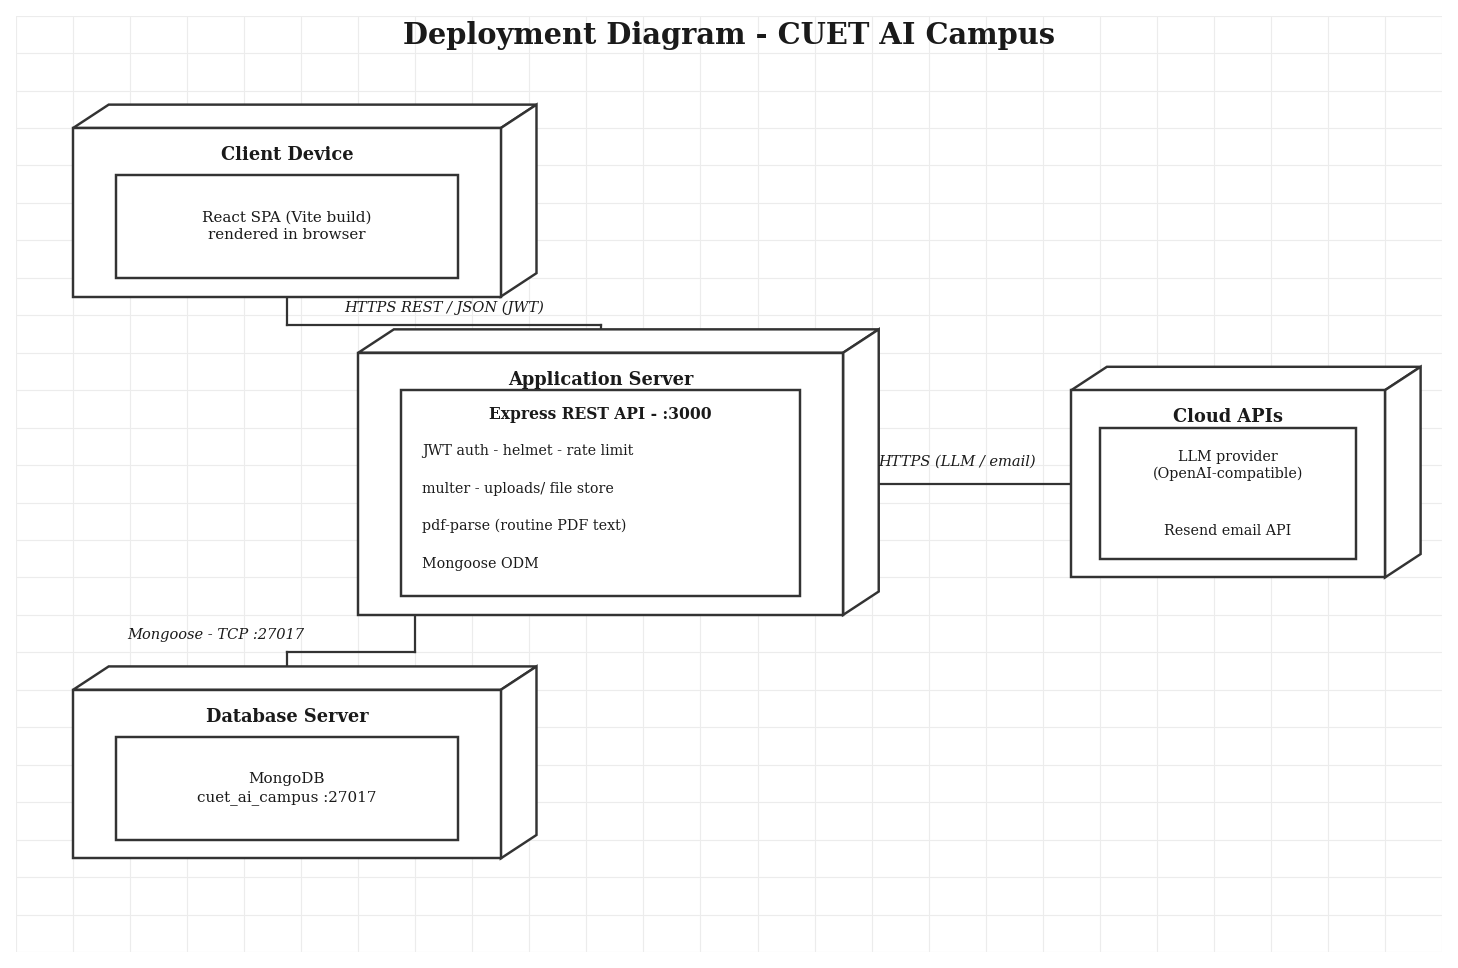 Deployment Diagram - CUET AI Campus
Client Device
React SPA (Vite build)
rendered in browser
HTTPS REST / JSON (JWT)
Application Server
Express REST API - :3000
JWT auth - helmet - rate limit
multer - uploads/ file store
pdf-parse (routine PDF text)
Mongoose ODM
HTTPS (LLM / email)
Cloud APIs
LLM provider
(OpenAI-compatible)
Resend email API
Mongoose - TCP :27017
Database Server
MongoDB
cuet_ai_campus :27017